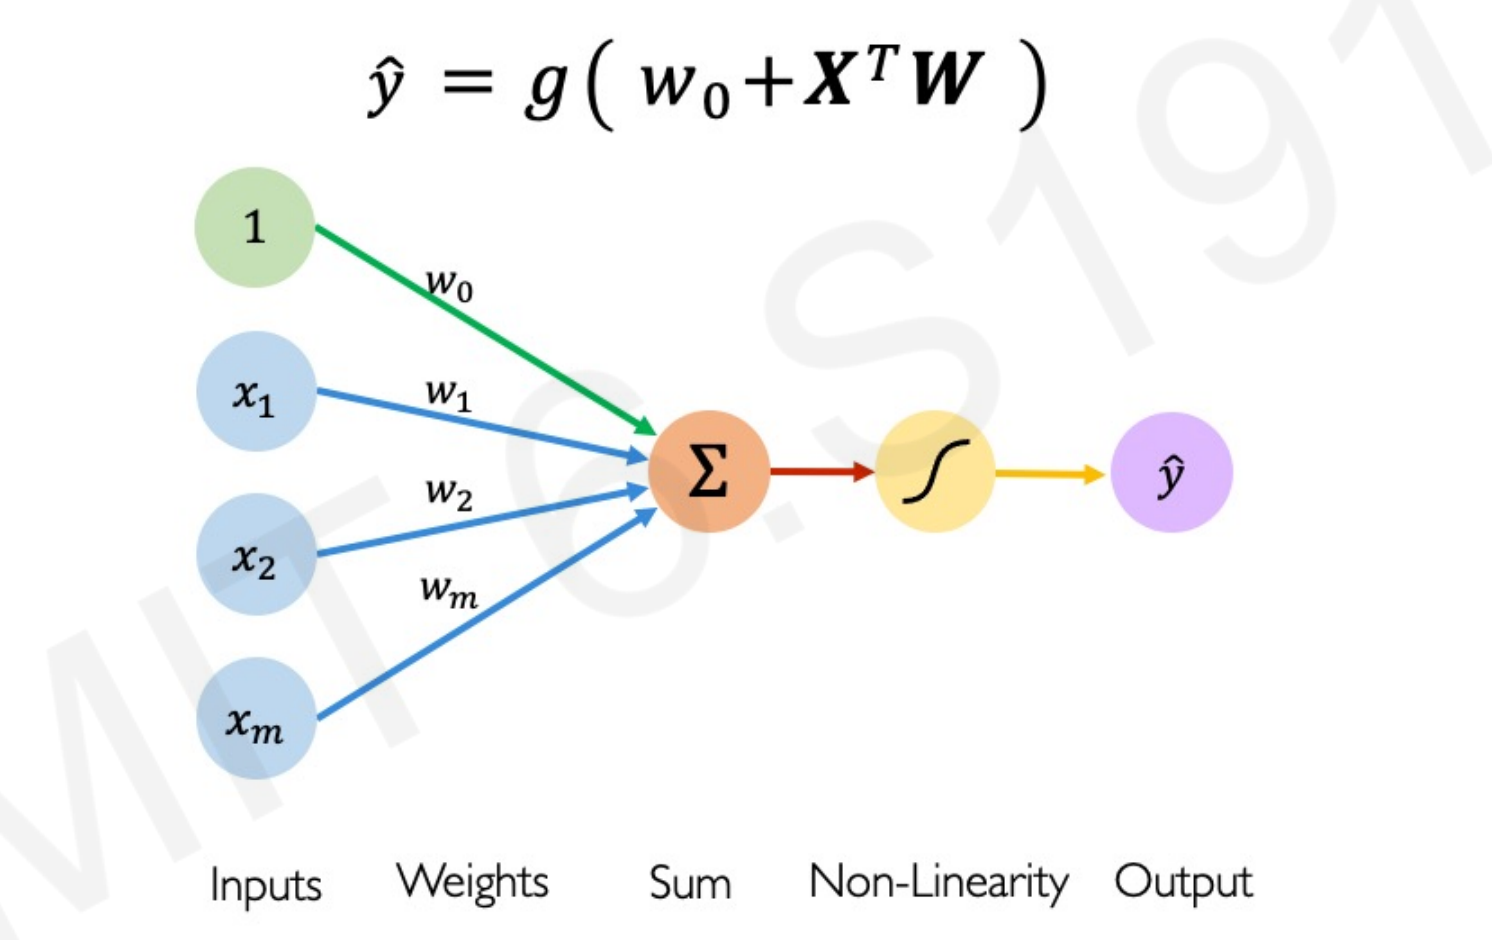 ŷ = g ( w₀ + XᵀW )
1
w₀
x₁
w₁
x₂
w₂
xₘ
wₘ
Σ
∫
ŷ
Inputs Weights Sum Non-Linearity Output
MIT 6.S191